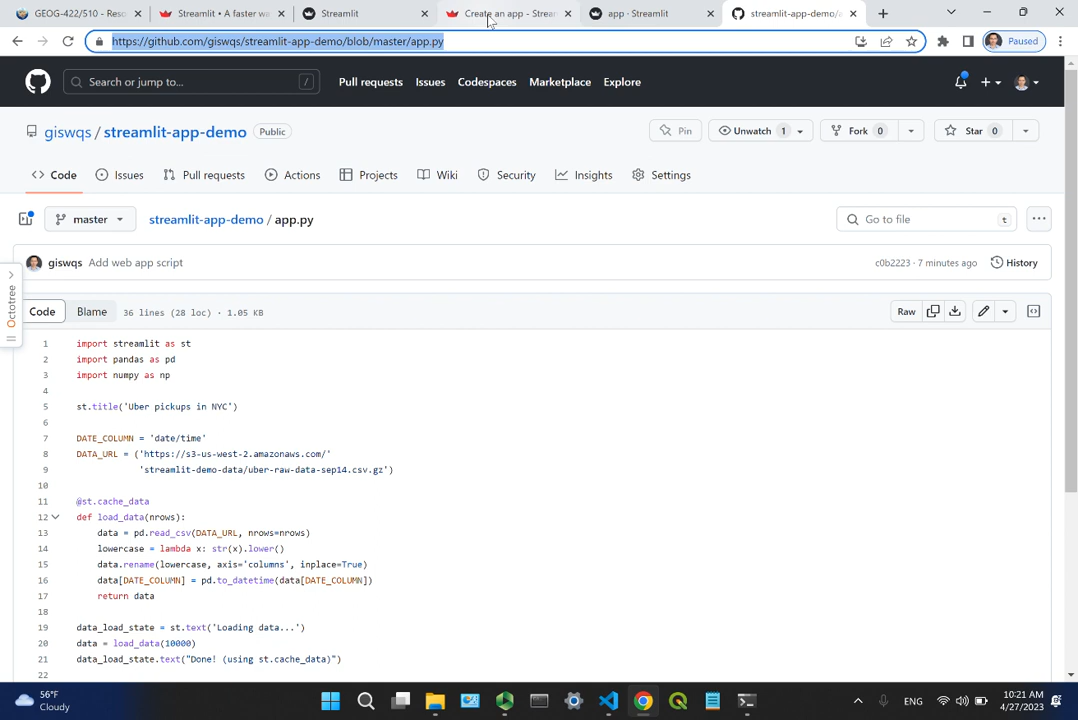 GEOG-422/510 - Reso
Streamlit • A faster wa
Streamlit
Create an app - Stream
app · Streamlit
streamlit-app-demo/a
https://github.com/giswqs/streamlit-app-demo/blob/master/app.py
Paused
Search or jump to...
/
Pull requests
Issues
Codespaces
Marketplace
Explore
giswqs / streamlit-app-demo
Public
Pin
Unwatch 1
Fork 0
Star 0
Code
Issues
Pull requests
Actions
Projects
Wiki
Security
Insights
Settings
master
streamlit-app-demo / app.py
Go to file
t
giswqs Add web app script
c0b2223 · 7 minutes ago
History
Octotree
Code
Blame
36 lines (28 loc) · 1.05 KB
Raw
1 import streamlit as st
2 import pandas as pd
3 import numpy as np
4
5 st.title('Uber pickups in NYC')
6
7 DATE_COLUMN = 'date/time'
8 DATA_URL = ('https://s3-us-west-2.amazonaws.com/'
9 'streamlit-demo-data/uber-raw-data-sep14.csv.gz')
10
11 @st.cache_data
12 def load_data(nrows):
13 data = pd.read_csv(DATA_URL, nrows=nrows)
14 lowercase = lambda x: str(x).lower()
15 data.rename(lowercase, axis='columns', inplace=True)
16 data[DATE_COLUMN] = pd.to_datetime(data[DATE_COLUMN])
17 return data
18
19 data_load_state = st.text('Loading data...')
20 data = load_data(10000)
21 data_load_state.text("Done! (using st.cache_data)")
22
56°F
Cloudy
ENG
10:21 AM
4/27/2023